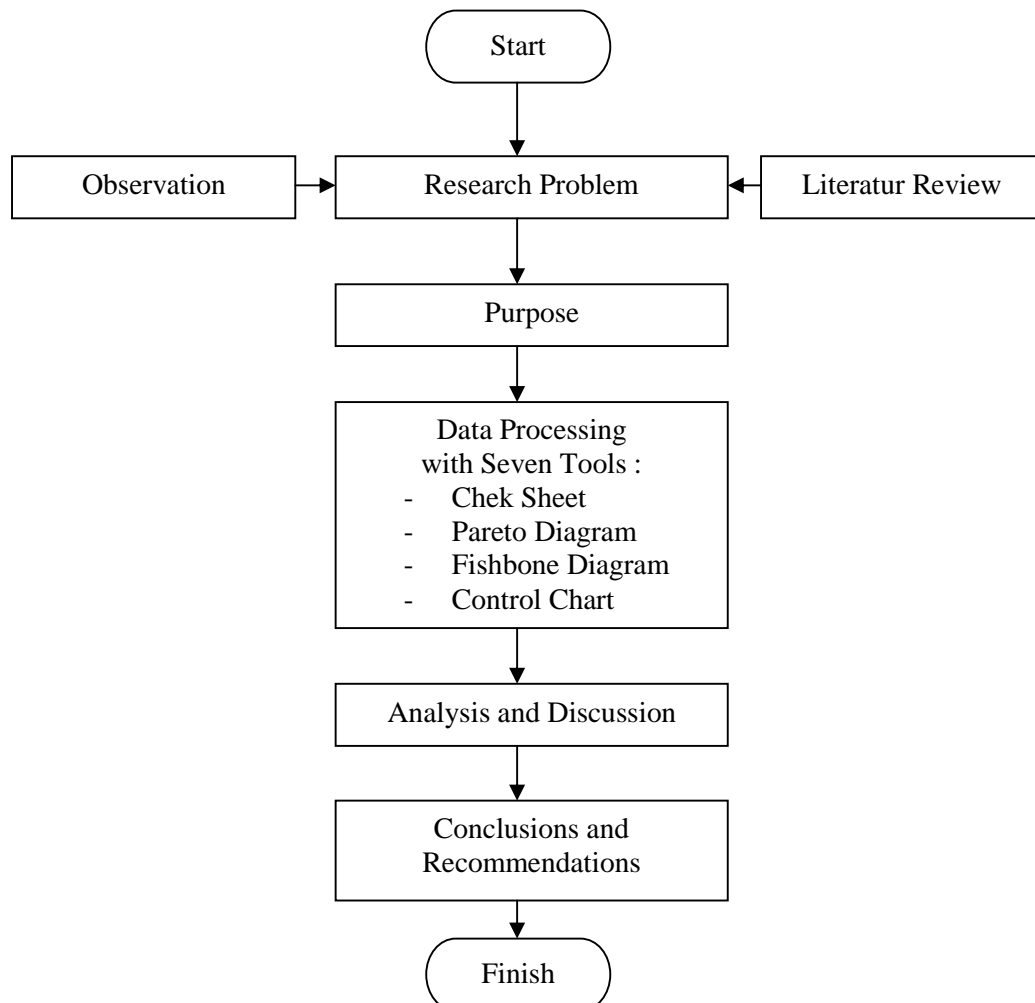 Start
Observation
Research Problem
Literatur Review
Purpose
Data Processing
with Seven Tools :
- Chek Sheet
- Pareto Diagram
- Fishbone Diagram
- Control Chart
Analysis and Discussion
Conclusions and
Recommendations
Finish